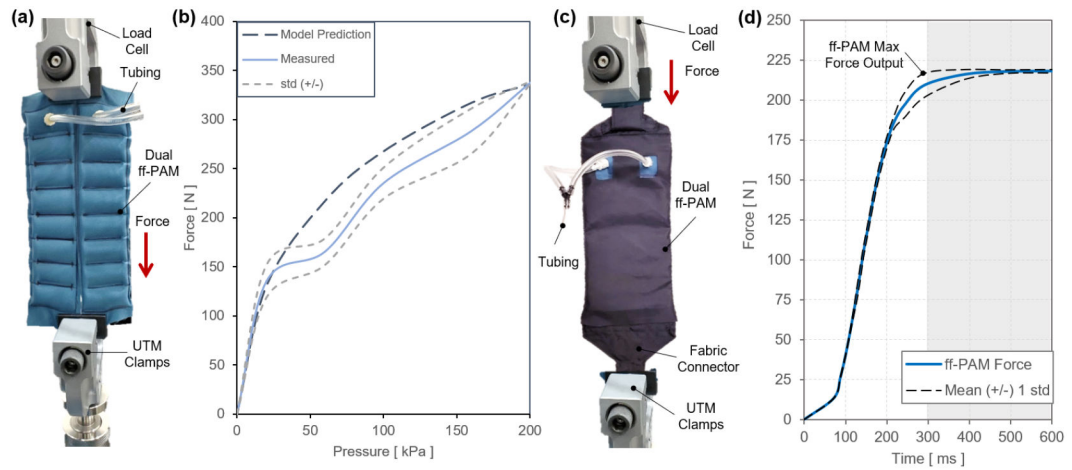 (a)
Load
Cell
Tubing
Dual
ff-PAM
Force
UTM
Clamps
(b)
400
350
300
250
200
150
100
50
0
Force [ N ]
Model Prediction
Measured
std (+/-)
0
50
100
150
200
Pressure [ kPa ]
(c)
Load
Cell
Force
Dual
ff-PAM
Tubing
Fabric
Connector
UTM
Clamps
(d)
225
200
175
150
125
100
75
50
25
0
Force [ N ]
ff-PAM Max
Force Output
ff-PAM Force
Mean (+/-) 1 std
0
100
200
300
400
500
600
Time [ ms ]